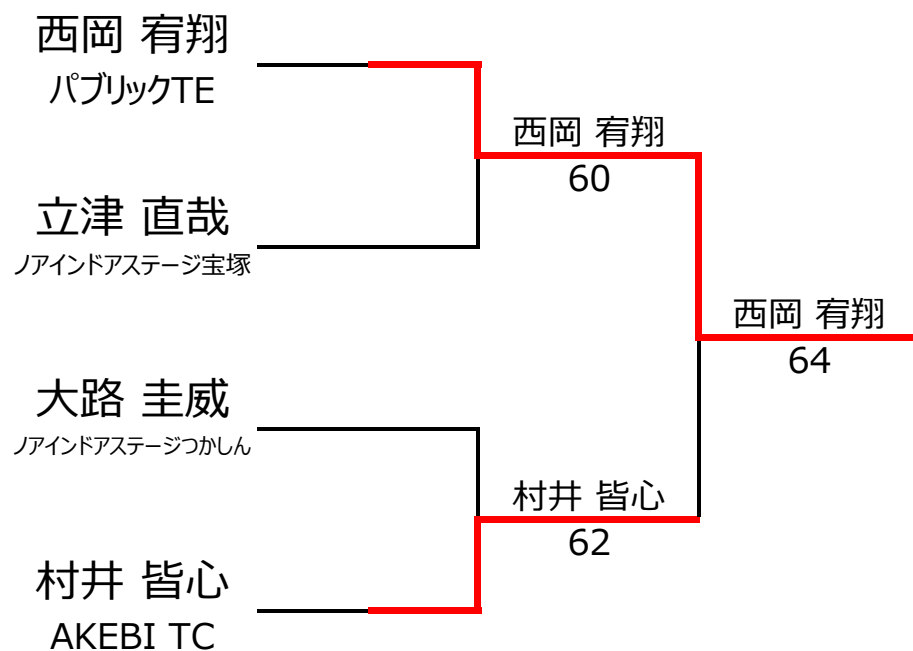 西岡 宥翔
パブリックTE
西岡 宥翔
60
立津 直哉
ノアインドアステージ宝塚
西岡 宥翔
64
大路 圭威
ノアインドアステージつかしん
村井 皆心
62
村井 皆心
AKEBI TC